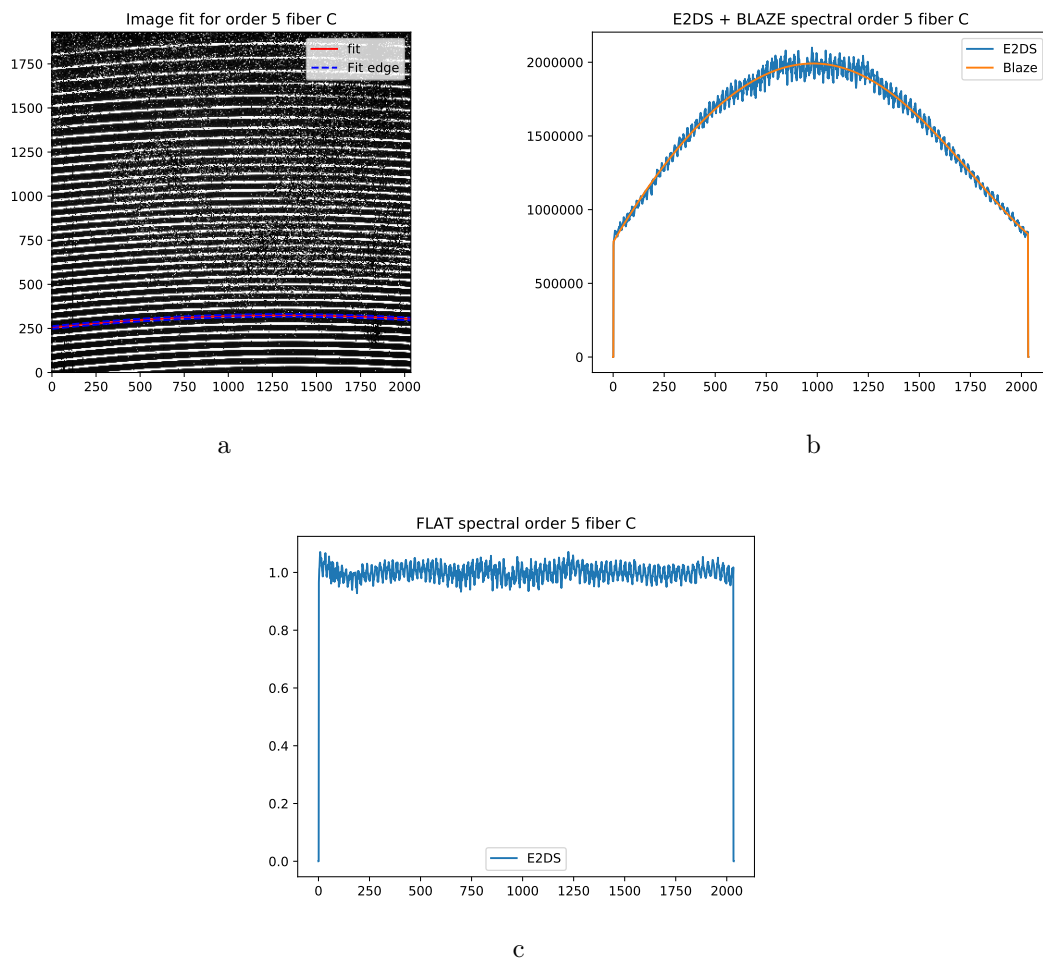 Image fit for order 5 fiber C
fit
Fit edge
1750
1500
1250
1000
750
500
250
0
0 250 500 750 1000 1250 1500 1750 2000
a
E2DS + BLAZE spectral order 5 fiber C
E2DS
Blaze
2000000
1500000
1000000
500000
0
0 250 500 750 1000 1250 1500 1750 2000
b
FLAT spectral order 5 fiber C
1.0
0.8
0.6
0.4
0.2
0.0
E2DS
0 250 500 750 1000 1250 1500 1750 2000
c